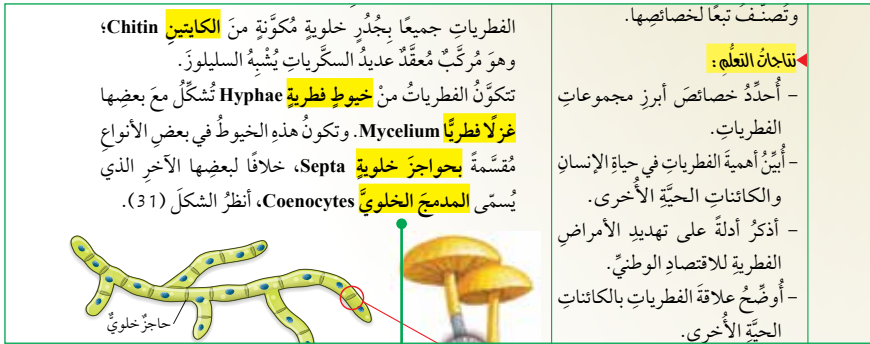 الفطرياتِ جميعًا بجُدُرٍ خلويةٍ مُكوَّنةٍ منَ الكايتينِ Chitin؛
وهوَ مُركَّبٌ مُعقَّدٌ عديدُ السكَّرياتِ يُشْبِهُ السليلوزَ.
تتكوَّنُ الفطرياتُ منْ خيوطٍ فطريةٍ Hyphae تُشكِّلُ معَ بعضِها
غزلًا فطريًّا Mycelium. وتكونُ هذهِ الخيوطُ في بعضِ الأنواعِ
مُقسَّمةً بحواجزَ خلويةٍ Septa، خلافًا لبعضِها الآخرِ الذي
يُسمّى المدمجَ الخلويَّ Coenocytes، أنظرُ الشكلَ (31).
حاجزٌ خلويٌّ
وتُصنَّفُ تبعًا لخصائصِها.
نتاجاتُ التعلُّمِ:
– أُحدِّدُ خصائصَ أبرزِ مجموعاتِ
الفطرياتِ.
– أُبيِّنُ أهميةَ الفطرياتِ في حياةِ الإنسانِ
والكائناتِ الحيَّةِ الأُخرى.
– أذكرُ أدلةً على تهديدِ الأمراضِ
الفطريةِ للاقتصادِ الوطنيِّ.
– أُوضِّحُ علاقةَ الفطرياتِ بالكائناتِ
الحيَّةِ الأُخرى.